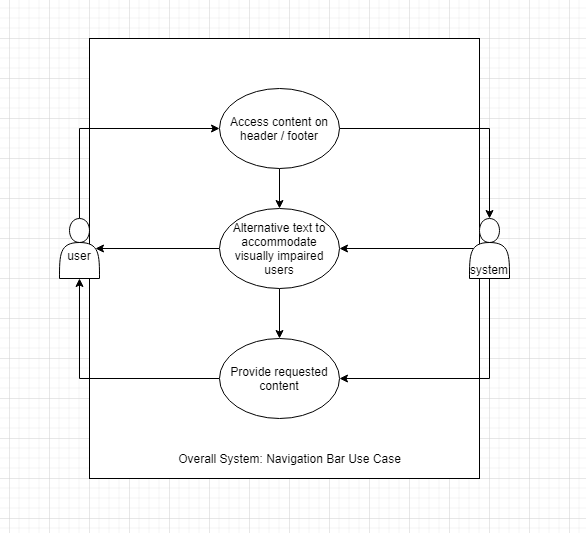 Access content on
header / footer
Alternative text to
accommodate
visually impaired
users
user
system
Provide requested
content
Overall System: Navigation Bar Use Case